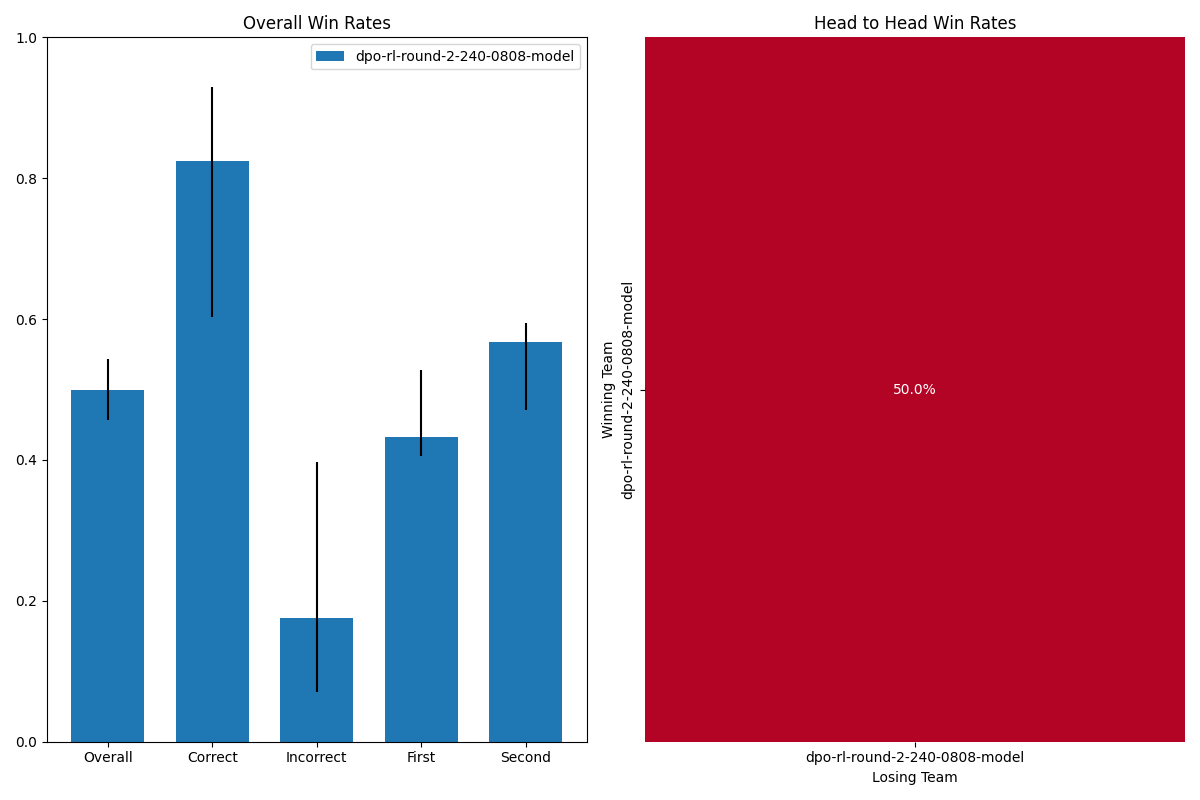 Overall Win Rates
dpo-rl-round-2-240-0808-model
1.0
0.8
0.6
0.4
0.2
0.0
Overall
Correct
Incorrect
First
Second
Head to Head Win Rates
Winning Team
dpo-rl-round-2-240-0808-model
50.0%
dpo-rl-round-2-240-0808-model
Losing Team